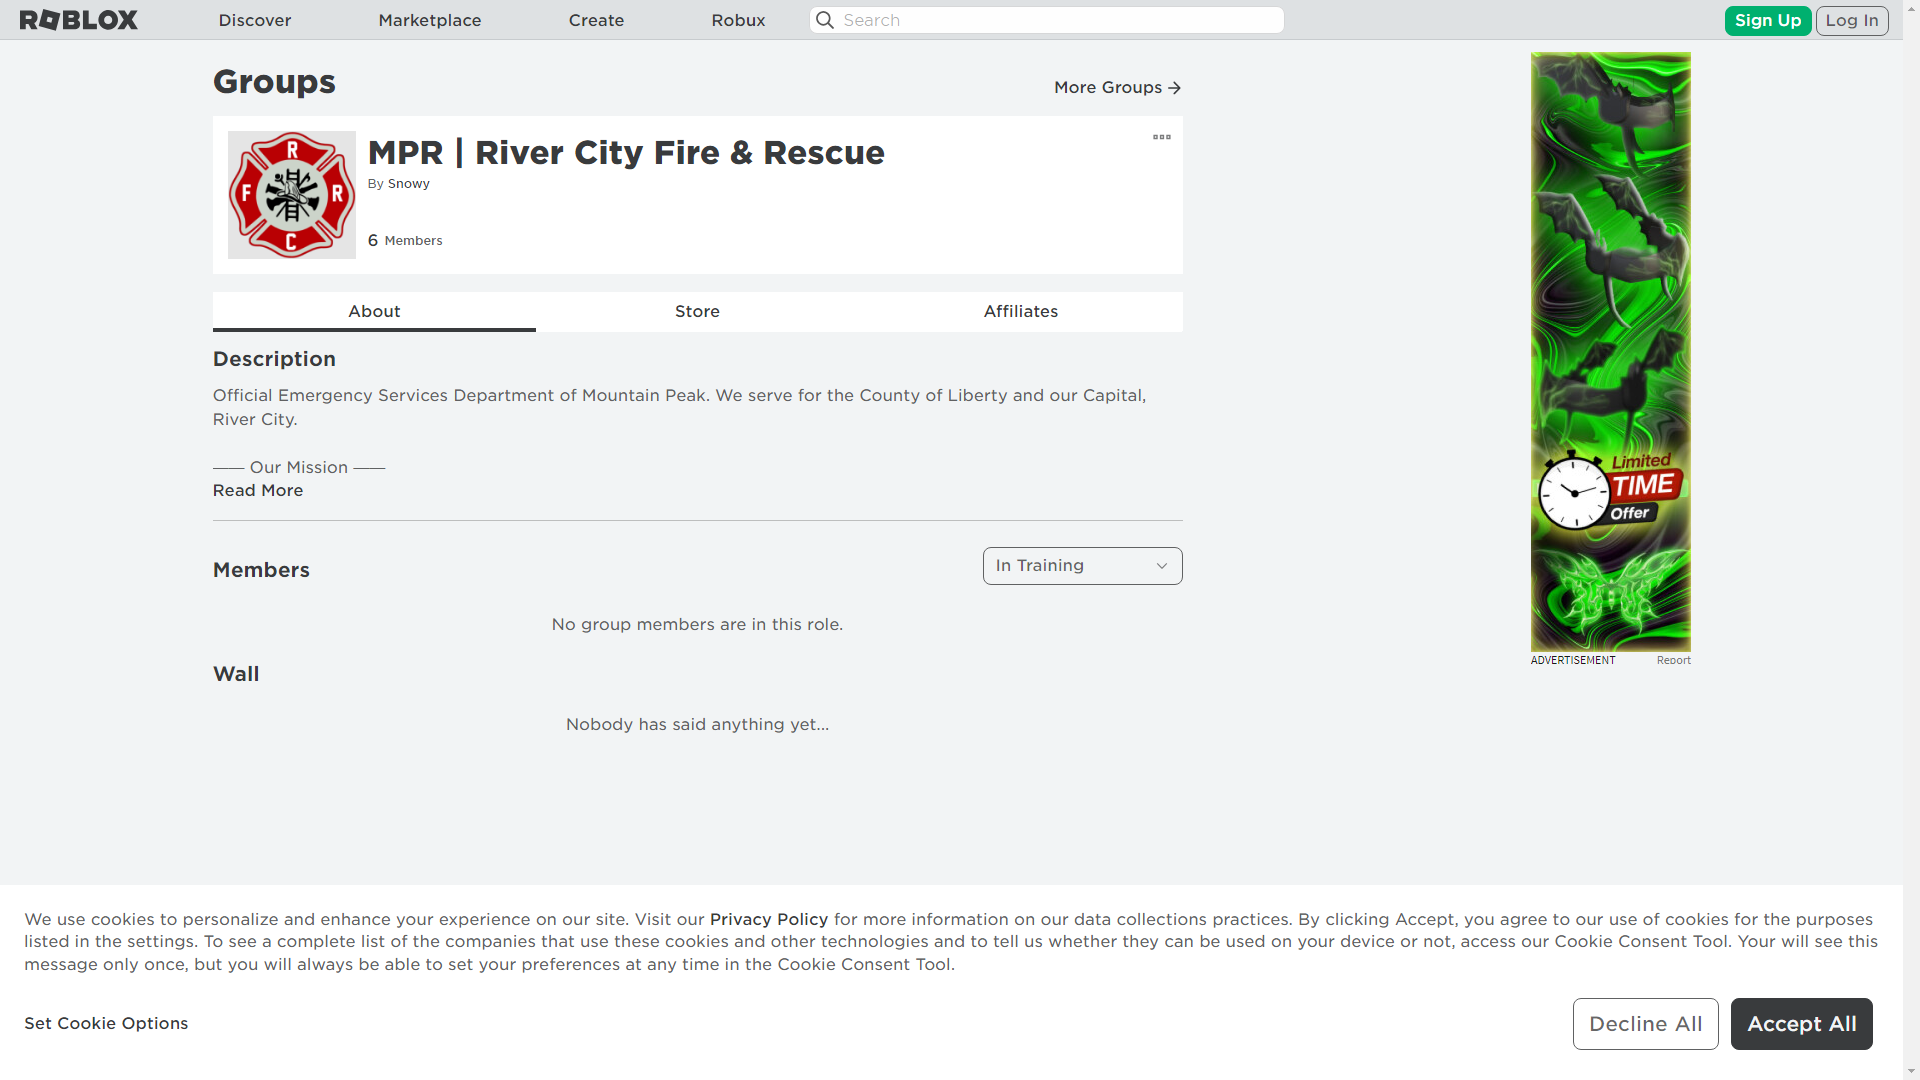 ROBLOX
Discover
Marketplace
Create
Robux
Search
Sign Up
Log In
Groups
More Groups
R
F
R
C
MPR | River City Fire & Rescue
By Snowy
6 Members
About
Store
Affiliates
Description
Official Emergency Services Department of Mountain Peak. We serve for the County of Liberty and our Capital,
River City.
—— Our Mission ——
Read More
Members
In Training
No group members are in this role.
Wall
Nobody has said anything yet...
Limited
TIME
Offer
ADVERTISEMENT
Report
We use cookies to personalize and enhance your experience on our site. Visit our Privacy Policy for more information on our data collections practices. By clicking Accept, you agree to our use of cookies for the purposes
listed in the settings. To see a complete list of the companies that use these cookies and other technologies and to tell us whether they can be used on your device or not, access our Cookie Consent Tool. Your will see this
message only once, but you will always be able to set your preferences at any time in the Cookie Consent Tool.
Set Cookie Options
Decline All
Accept All